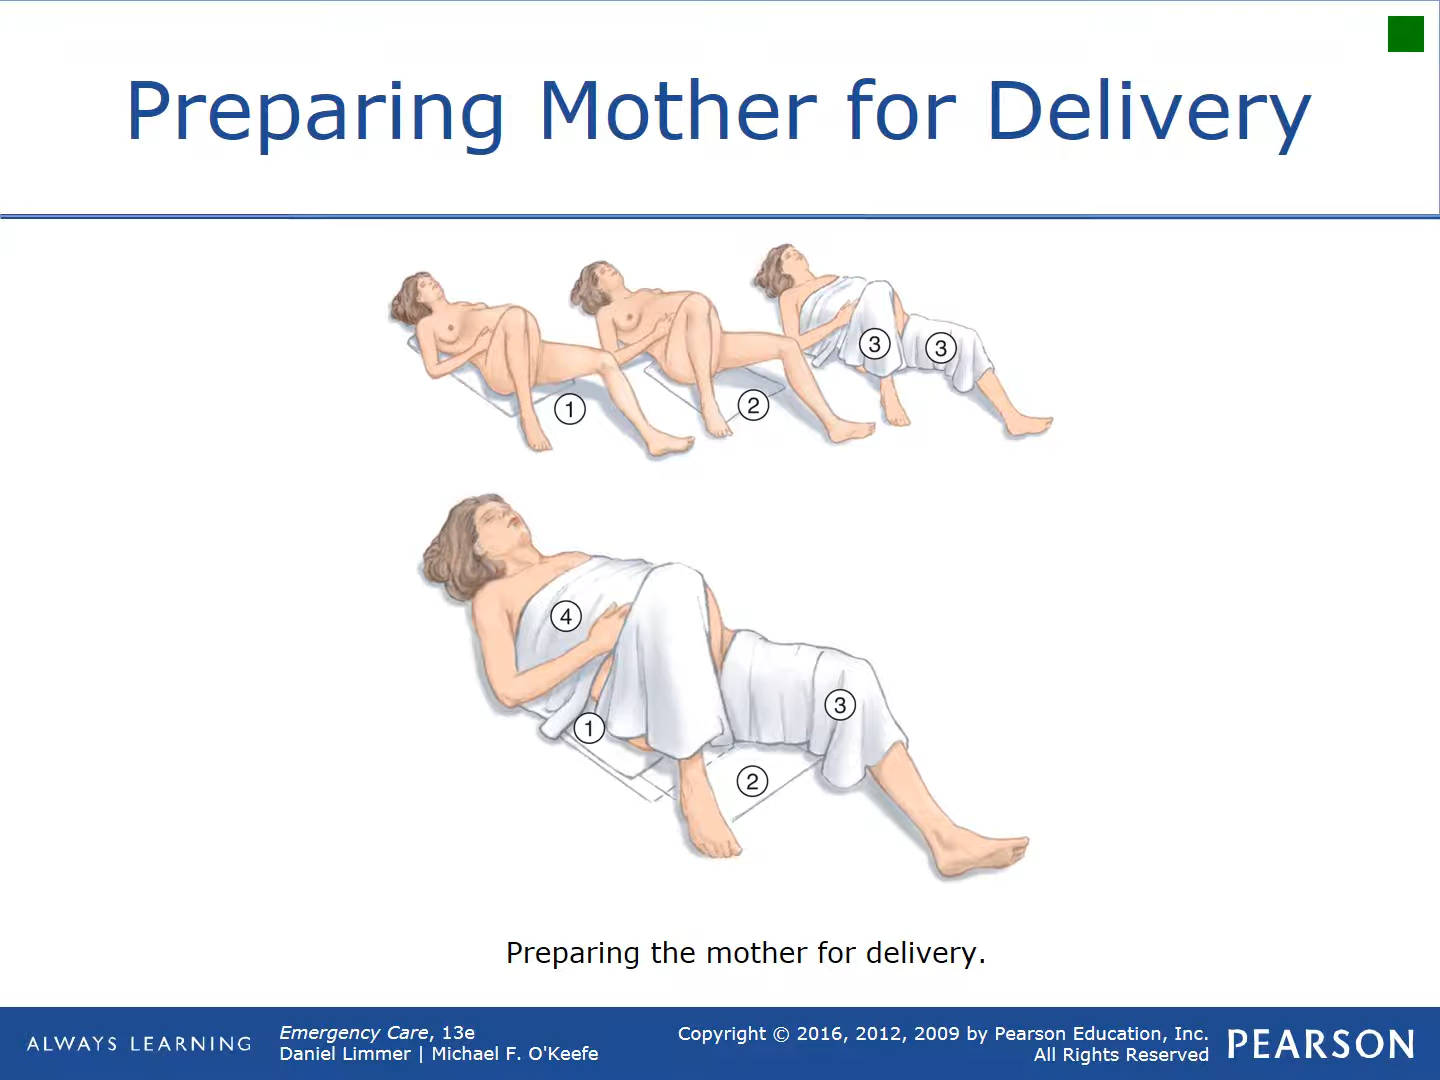 Preparing Mother for Delivery
1
2
3
3
4
1
3
2
Preparing the mother for delivery.
ALWAYS LEARNING
Emergency Care, 13e
Daniel Limmer | Michael F. O'Keefe
Copyright © 2016, 2012, 2009 by Pearson Education, Inc.
All Rights Reserved
PEARSON